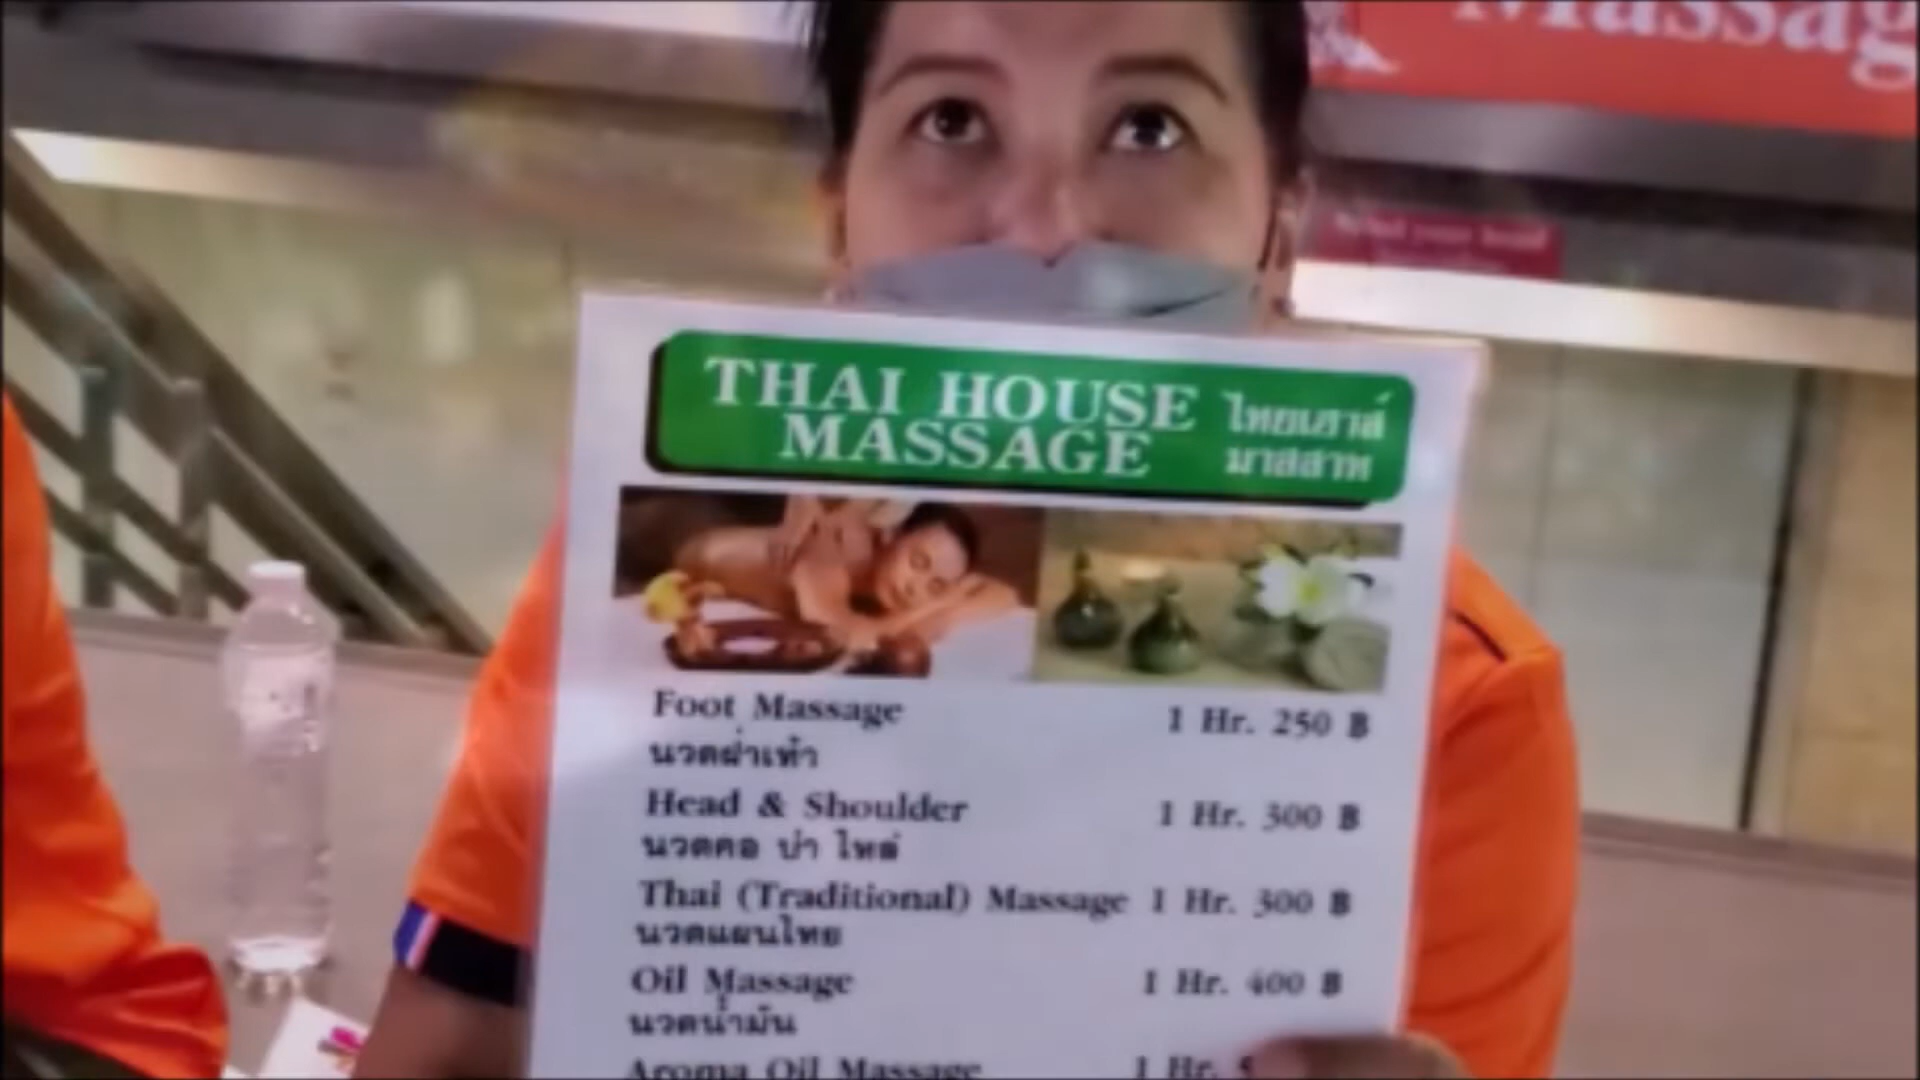 Massag
THAI HOUSE ไทยเฮาส์
MASSAGE มาสสาท
Foot Massage 1 Hr. 250 ฿
นวดฝ่าเท้า
Head & Shoulder 1 Hr. 300 ฿
นวดคอ บ่า ไหล่
Thai (Traditional) Massage 1 Hr. 300 ฿
นวดแผนไทย
Oil Massage 1 Hr. 400 ฿
นวดน้ำมัน
Aroma Oil Massage 1 Hr. 5